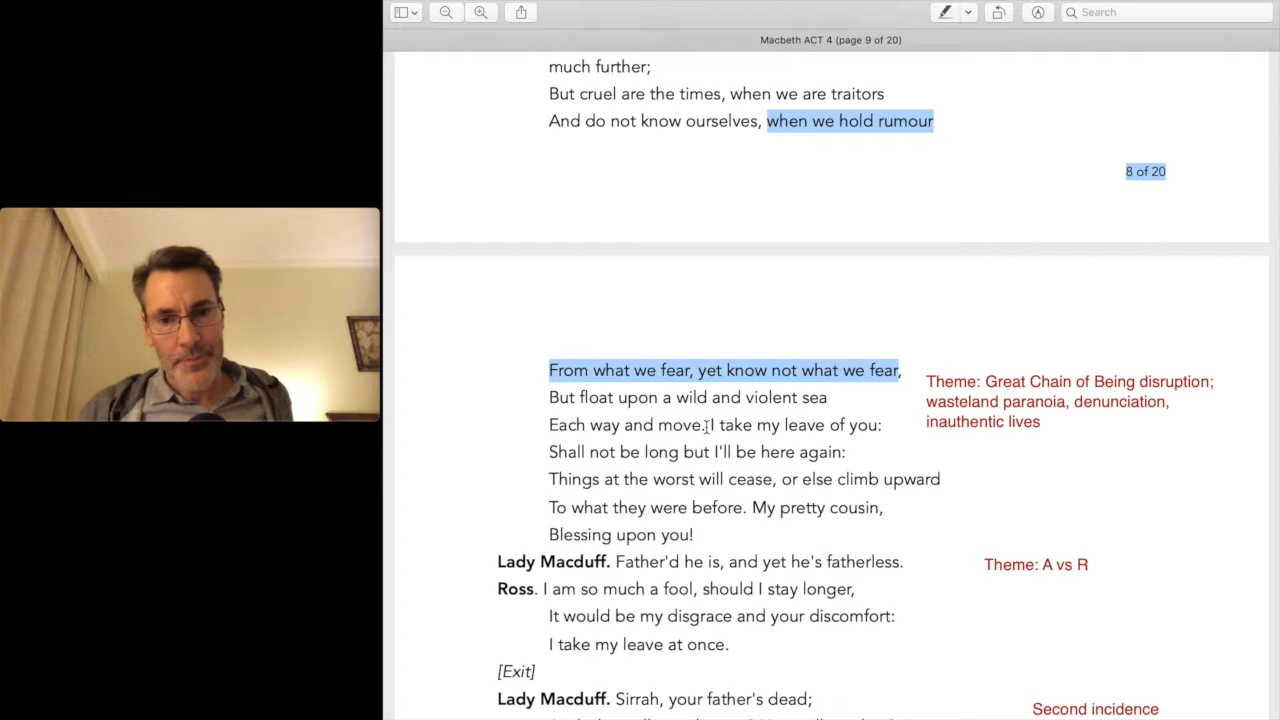 Search
Macbeth ACT 4 (page 9 of 20)
much further;
But cruel are the times, when we are traitors
And do not know ourselves, when we hold rumour
8 of 20
From what we fear, yet know not what we fear,
But float upon a wild and violent sea
Each way and move. I take my leave of you:
Shall not be long but I'll be here again:
Things at the worst will cease, or else climb upward
To what they were before. My pretty cousin,
Blessing upon you!
Theme: Great Chain of Being disruption;
wasteland paranoia, denunciation,
inauthentic lives
Lady Macduff. Father'd he is, and yet he's fatherless.
Theme: A vs R
Ross. I am so much a fool, should I stay longer,
It would be my disgrace and your discomfort:
I take my leave at once.
[Exit]
Lady Macduff. Sirrah, your father's dead;
Second incidence